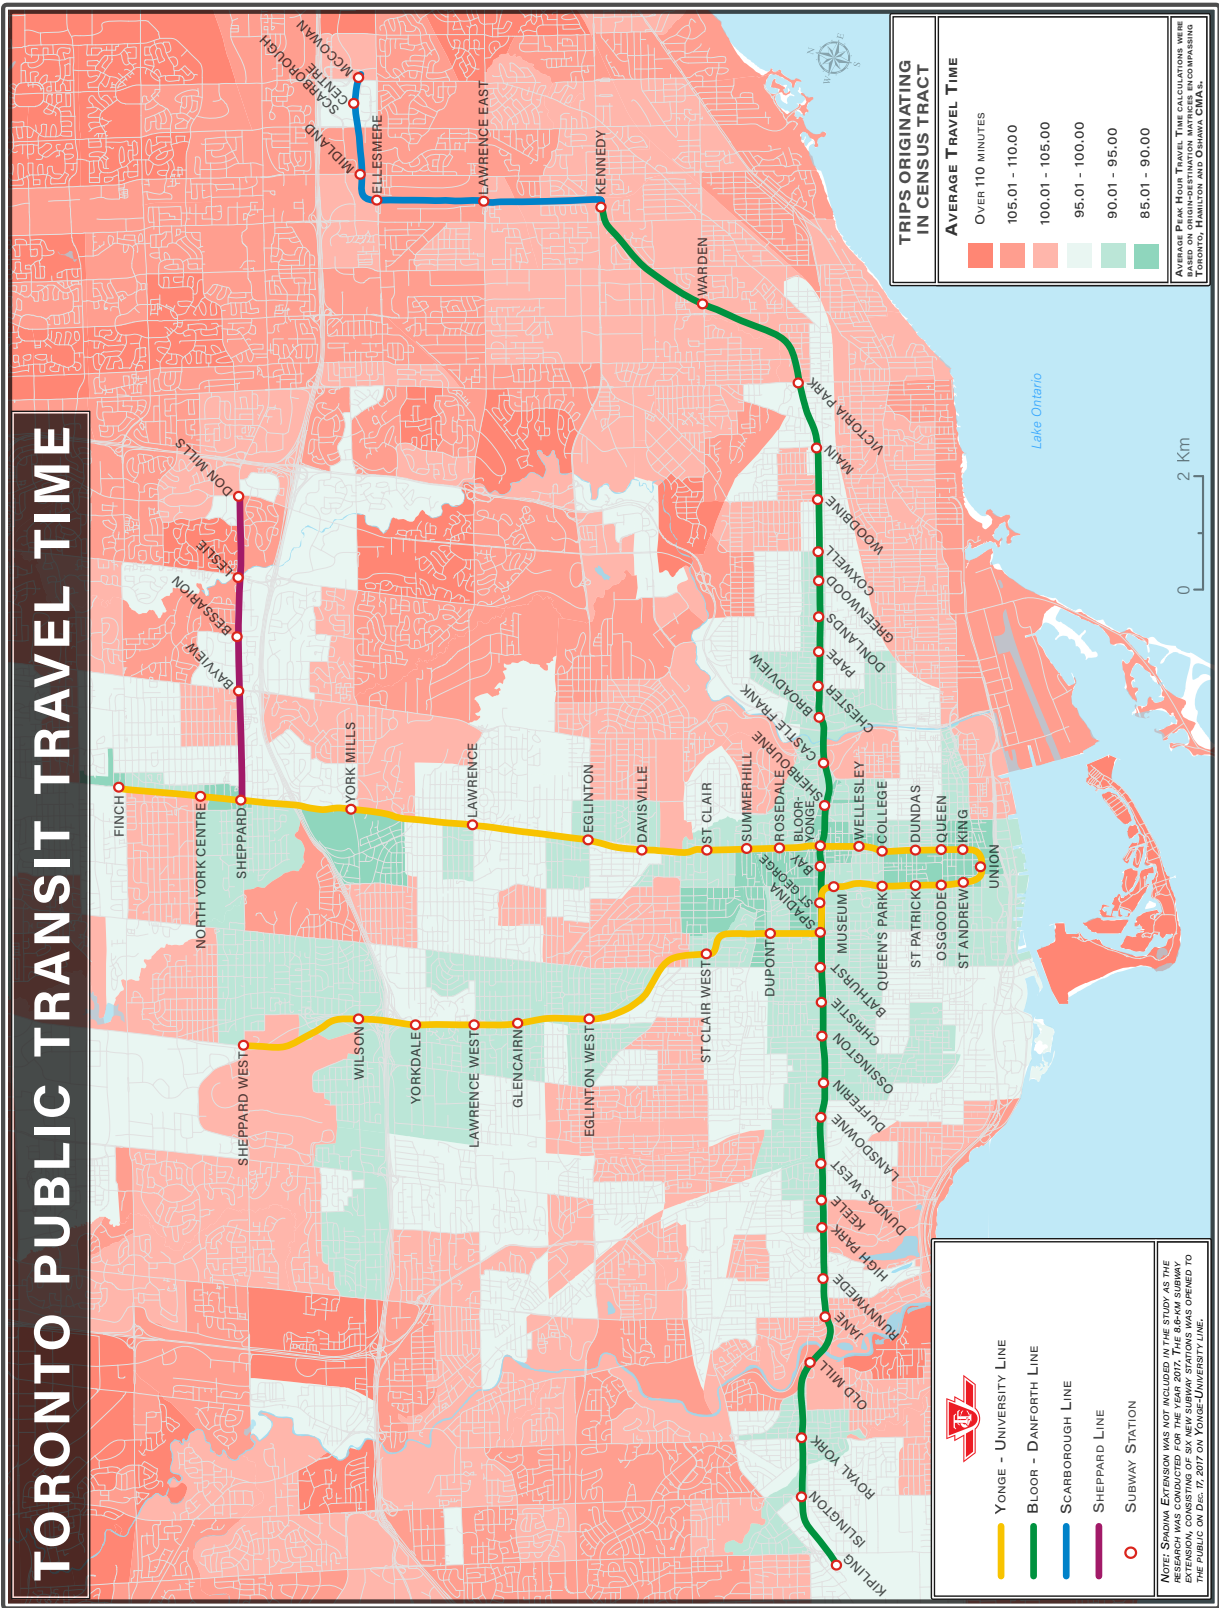 TORONTO PUBLIC TRANSIT TRAVEL TIME
FINCH
NORTH YORK CENTRE
SHEPPARD
BAYVIEW
BESSARION
LESLIE
DON MILLS
YORK MILLS
LAWRENCE
EGLINTON
DAVISVILLE
ST CLAIR
SUMMERHILL
ROSEDALE
BLOOR-
YONGE
WELLESLEY
COLLEGE
DUNDAS
QUEEN
KING
UNION
ST ANDREW
OSGOODE
ST PATRICK
QUEEN'S PARK
MUSEUM
ST GEORGE
SPADINA
DUPONT
ST CLAIR WEST
EGLINTON WEST
GLENCAIRN
LAWRENCE WEST
YORKDALE
WILSON
SHEPPARD WEST
KIPLING
ISLINGTON
ROYAL YORK
OLD MILL
JANE
RUNNYMEDE
HIGH PARK
KEELE
DUNDAS WEST
LANSDOWNE
DUFFERIN
OSSINGTON
CHRISTIE
BATHURST
BAY
SHERBOURNE
CASTLE FRANK
BROADVIEW
CHESTER
PAPE
DONLANDS
GREENWOOD
COXWELL
WOODBINE
MAIN
VICTORIA PARK
WARDEN
KENNEDY
LAWRENCE EAST
ELLESMERE
MIDLAND
SCARBOROUGH
CENTRE
MCCOWAN
Lake Ontario
0
2 Km
N
E
S
W
TRIPS ORIGINATING
IN CENSUS TRACT
AVERAGE TRAVEL TIME
OVER 110 MINUTES
105.01 - 110.00
100.01 - 105.00
95.01 - 100.00
90.01 - 95.00
85.01 - 90.00
AVERAGE PEAK HOUR TRAVEL TIME CALCULATIONS WERE
BASED ON ORIGIN-DESTINATION MATRICES ENCOMPASSING
TORONTO, HAMILTON AND OSHAWA CMAS.
TTC
YONGE - UNIVERSITY LINE
BLOOR - DANFORTH LINE
SCARBOROUGH LINE
SHEPPARD LINE
SUBWAY STATION
NOTE: SPADINA EXTENSION WAS NOT INCLUDED IN THE STUDY AS THE
RESEARCH WAS CONDUCTED FOR THE YEAR 2017. THE 8.6-KM SUBWAY
EXTENSION, CONSISTING OF SIX NEW SUBWAY STATIONS WAS OPENED TO
THE PUBLIC ON DEC. 17, 2017 ON YONGE-UNIVERSITY LINE.